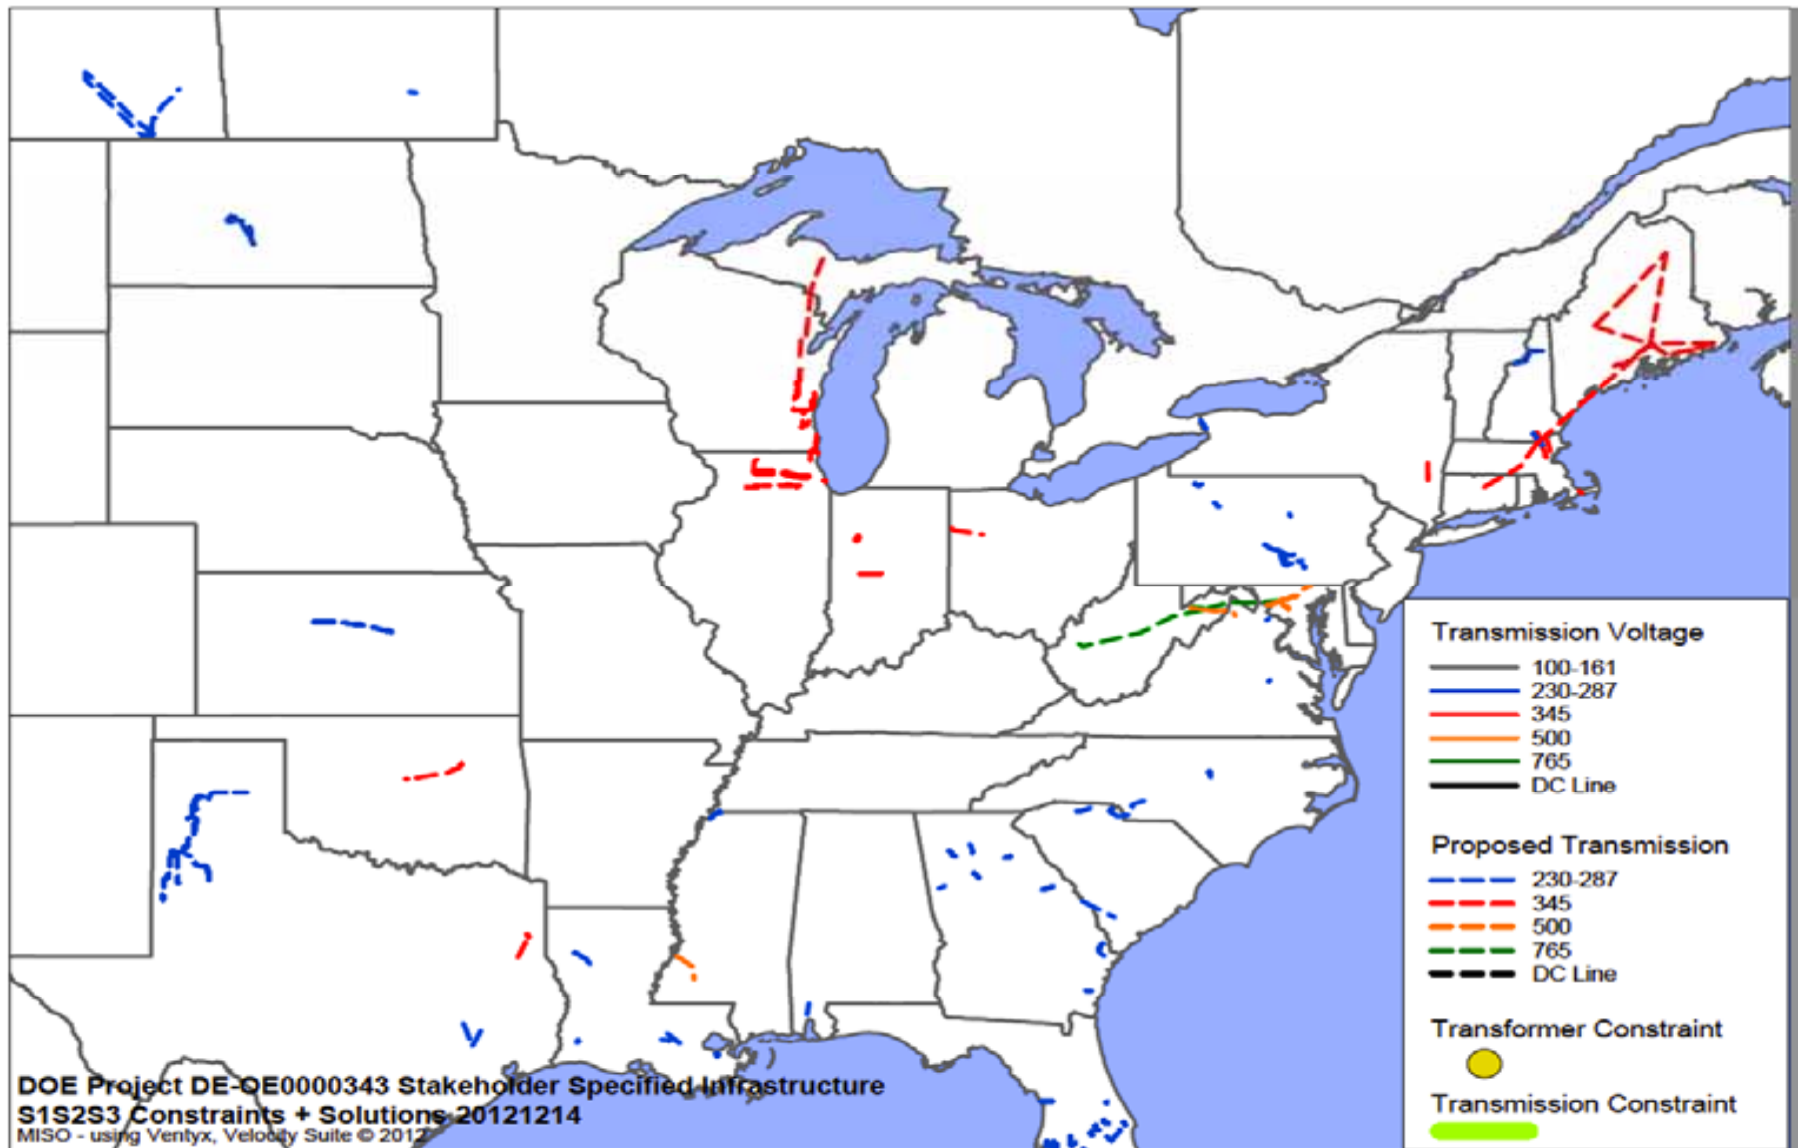 Transmission Voltage
100-161
230-287
345
500
765
DC Line
Proposed Transmission
230-287
345
500
765
DC Line
Transformer Constraint
Transmission Constraint
DOE Project DE-OE0000343 Stakeholder Specified Infrastructure
S1S2S3 Constraints + Solutions 20121214
MISO - using Ventyx, Velocity Suite © 2012